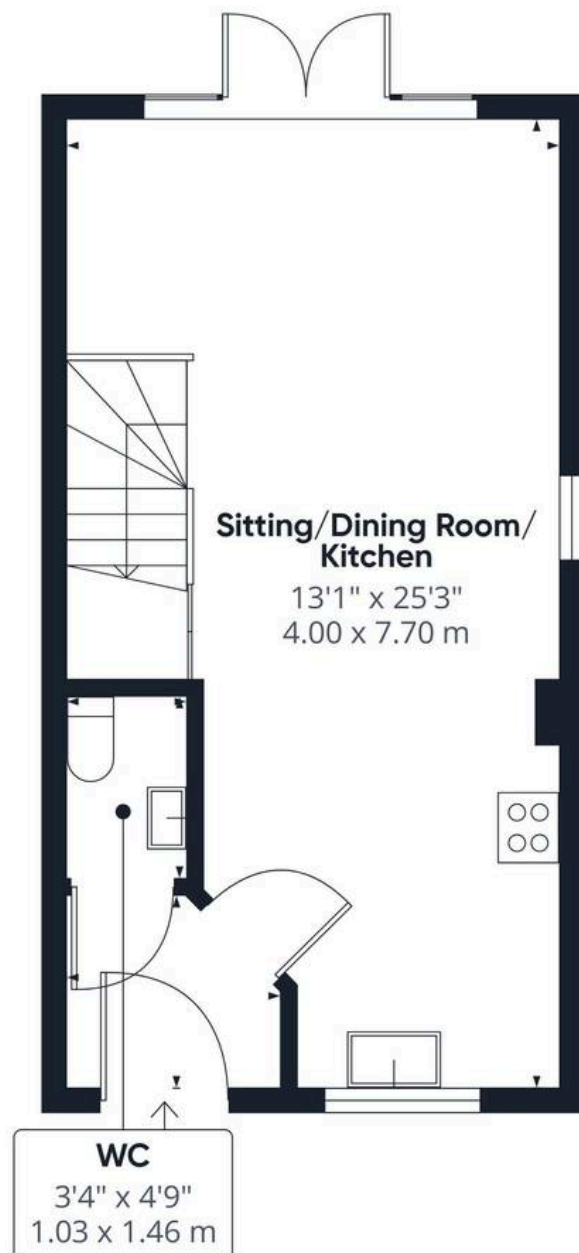 Sitting/Dining Room/
Kitchen
13'1" x 25'3"
4.00 x 7.70 m
WC
3'4" x 4'9"
1.03 x 1.46 m